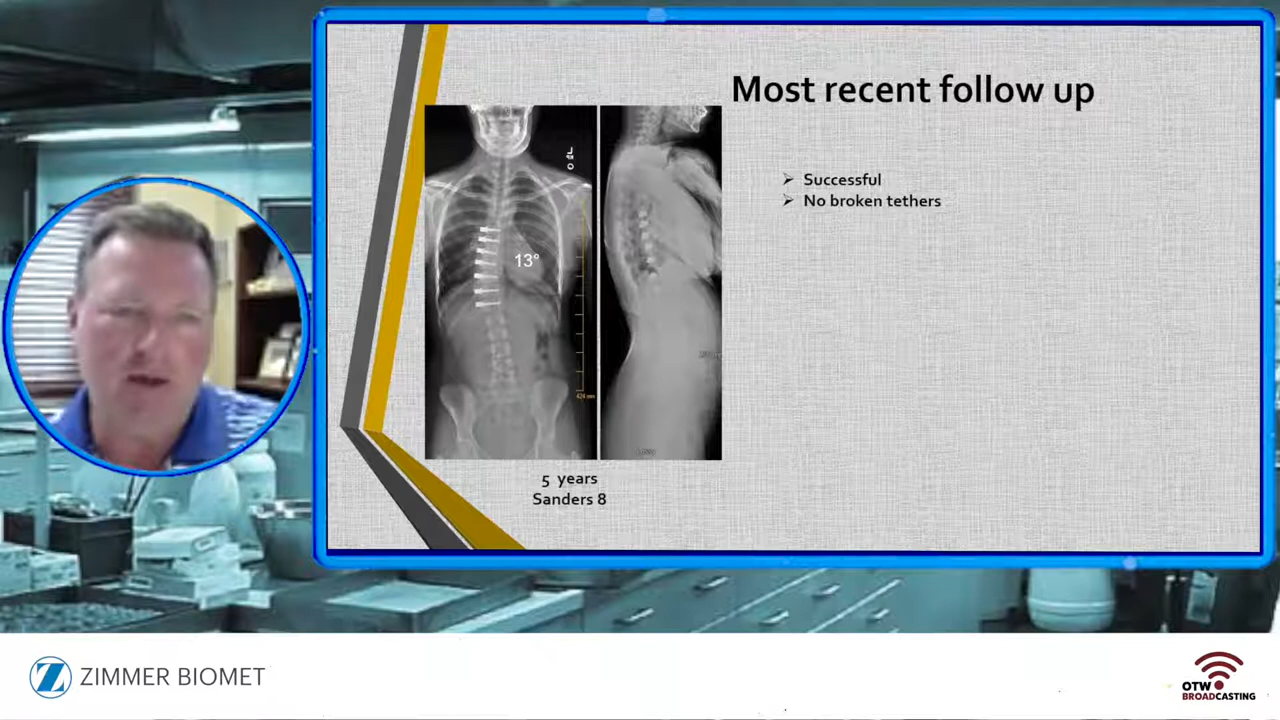 Most recent follow up
➢ Successful
➢ No broken tethers
13°
5 years
Sanders 8
ZIMMER BIOMET
OTW
BROADCASTING